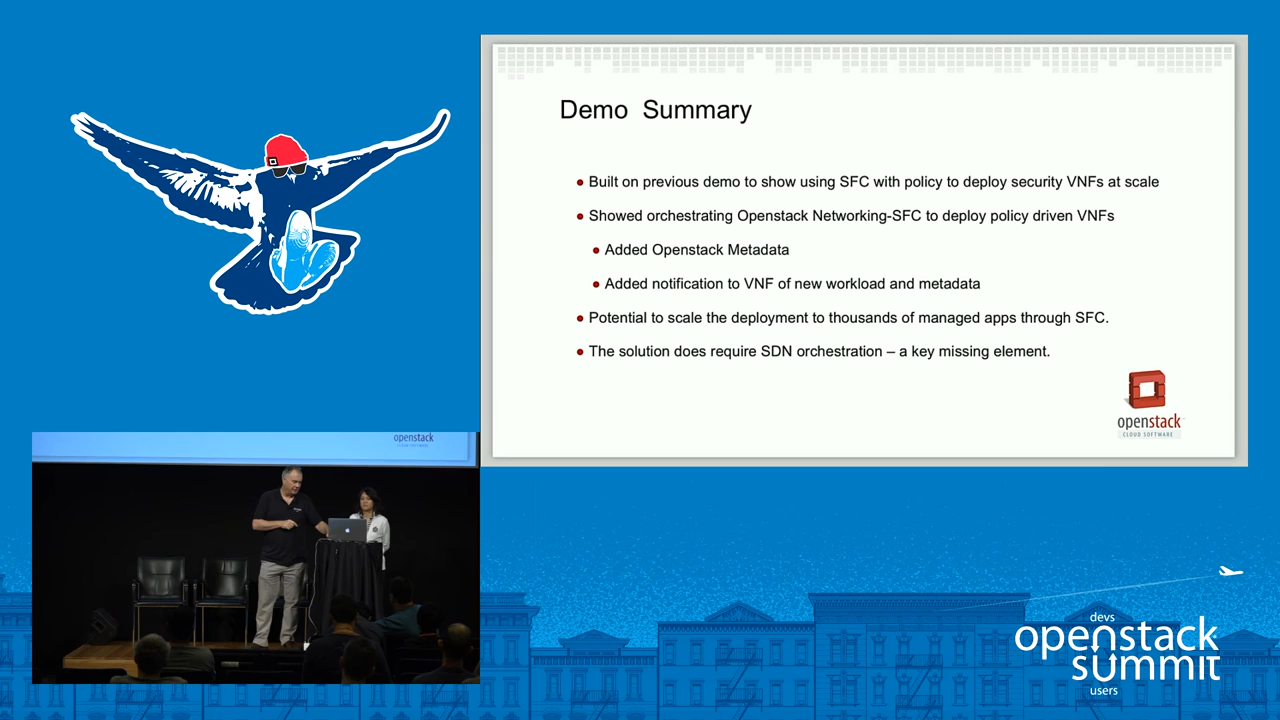 Demo Summary
Built on previous demo to show using SFC with policy to deploy security VNFs at scale
Showed orchestrating Openstack Networking-SFC to deploy policy driven VNFs
Added Openstack Metadata
Added notification to VNF of new workload and metadata
Potential to scale the deployment to thousands of managed apps through SFC.
The solution does require SDN orchestration – a key missing element.
openstack
CLOUD SOFTWARE
openstack
devs
openstack
summit
users